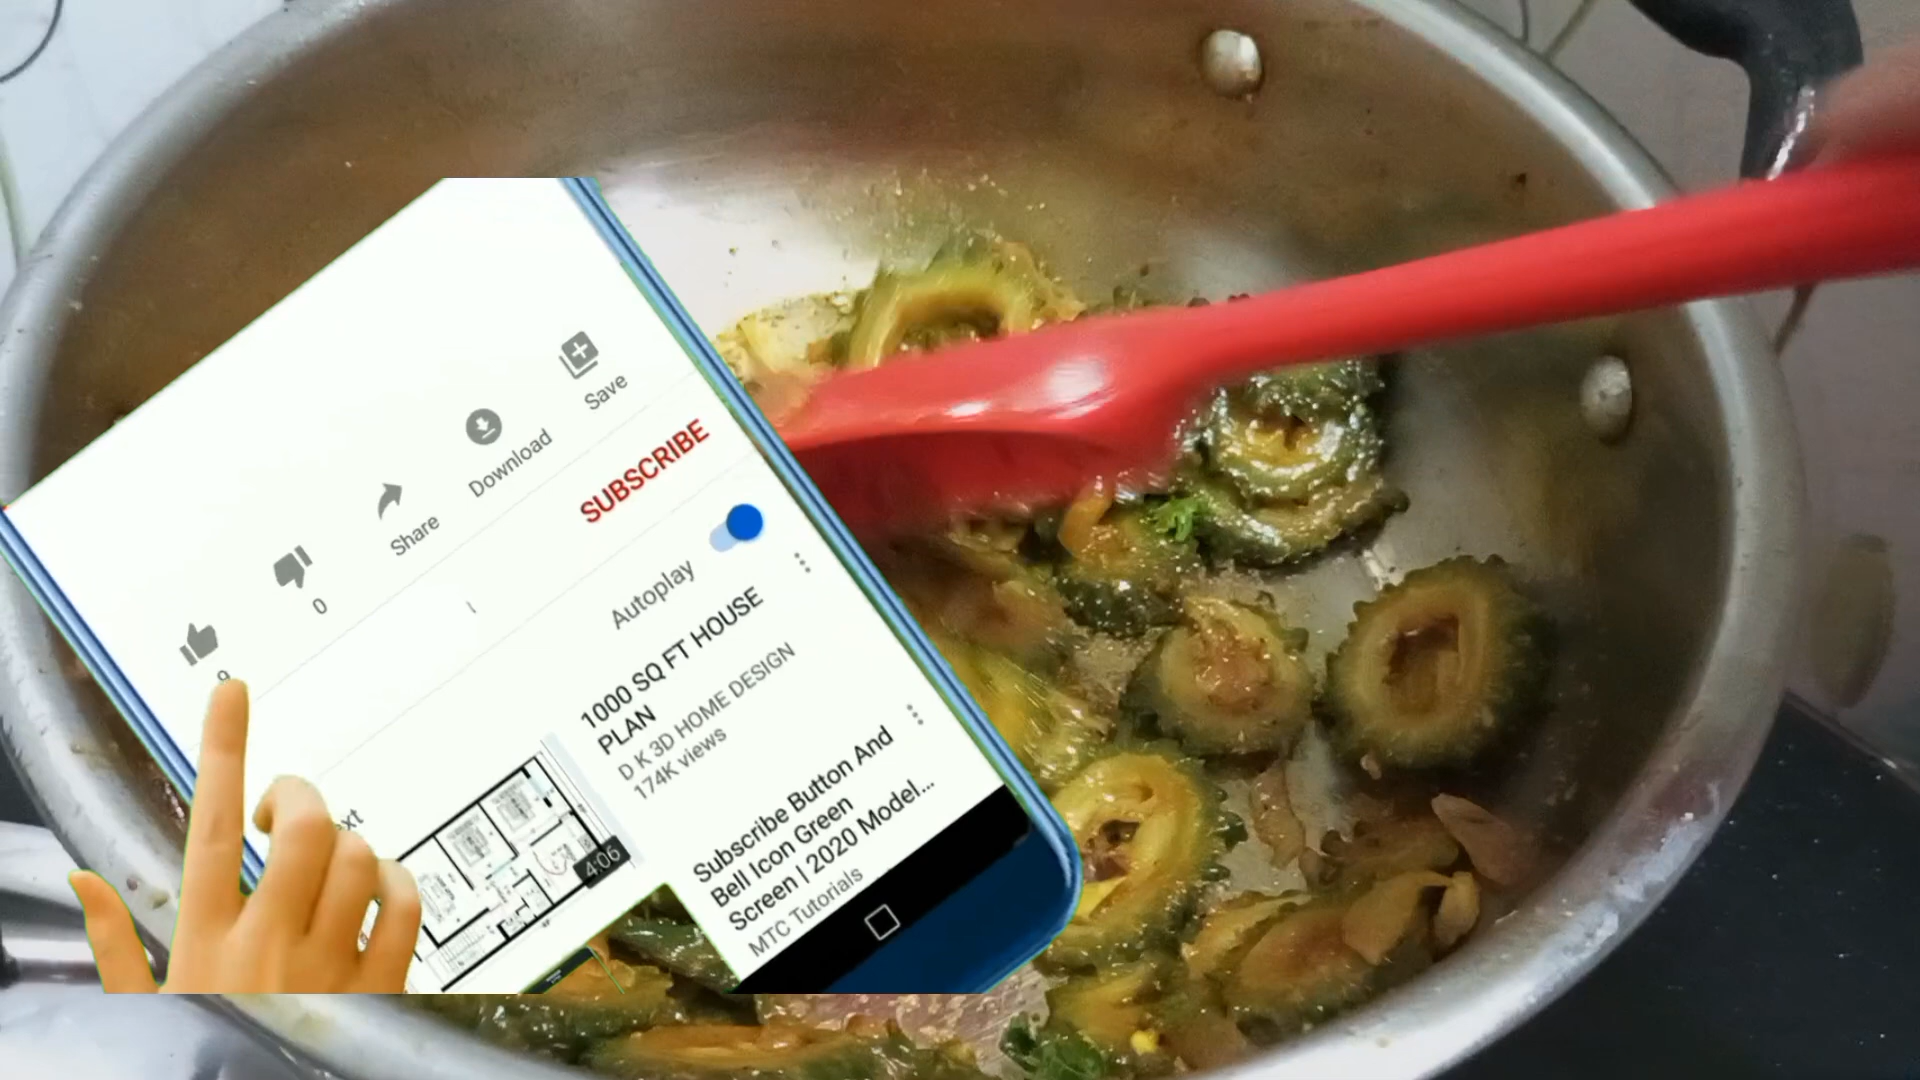 Save
Download
Share
0
9
SUBSCRIBE
Autoplay
1000 SQ FT HOUSE
PLAN
D K 3D HOME DESIGN
174K views
4:06
Subscribe Button And
Bell Icon Green
Screen | 2020 Model...
MTC Tutorials